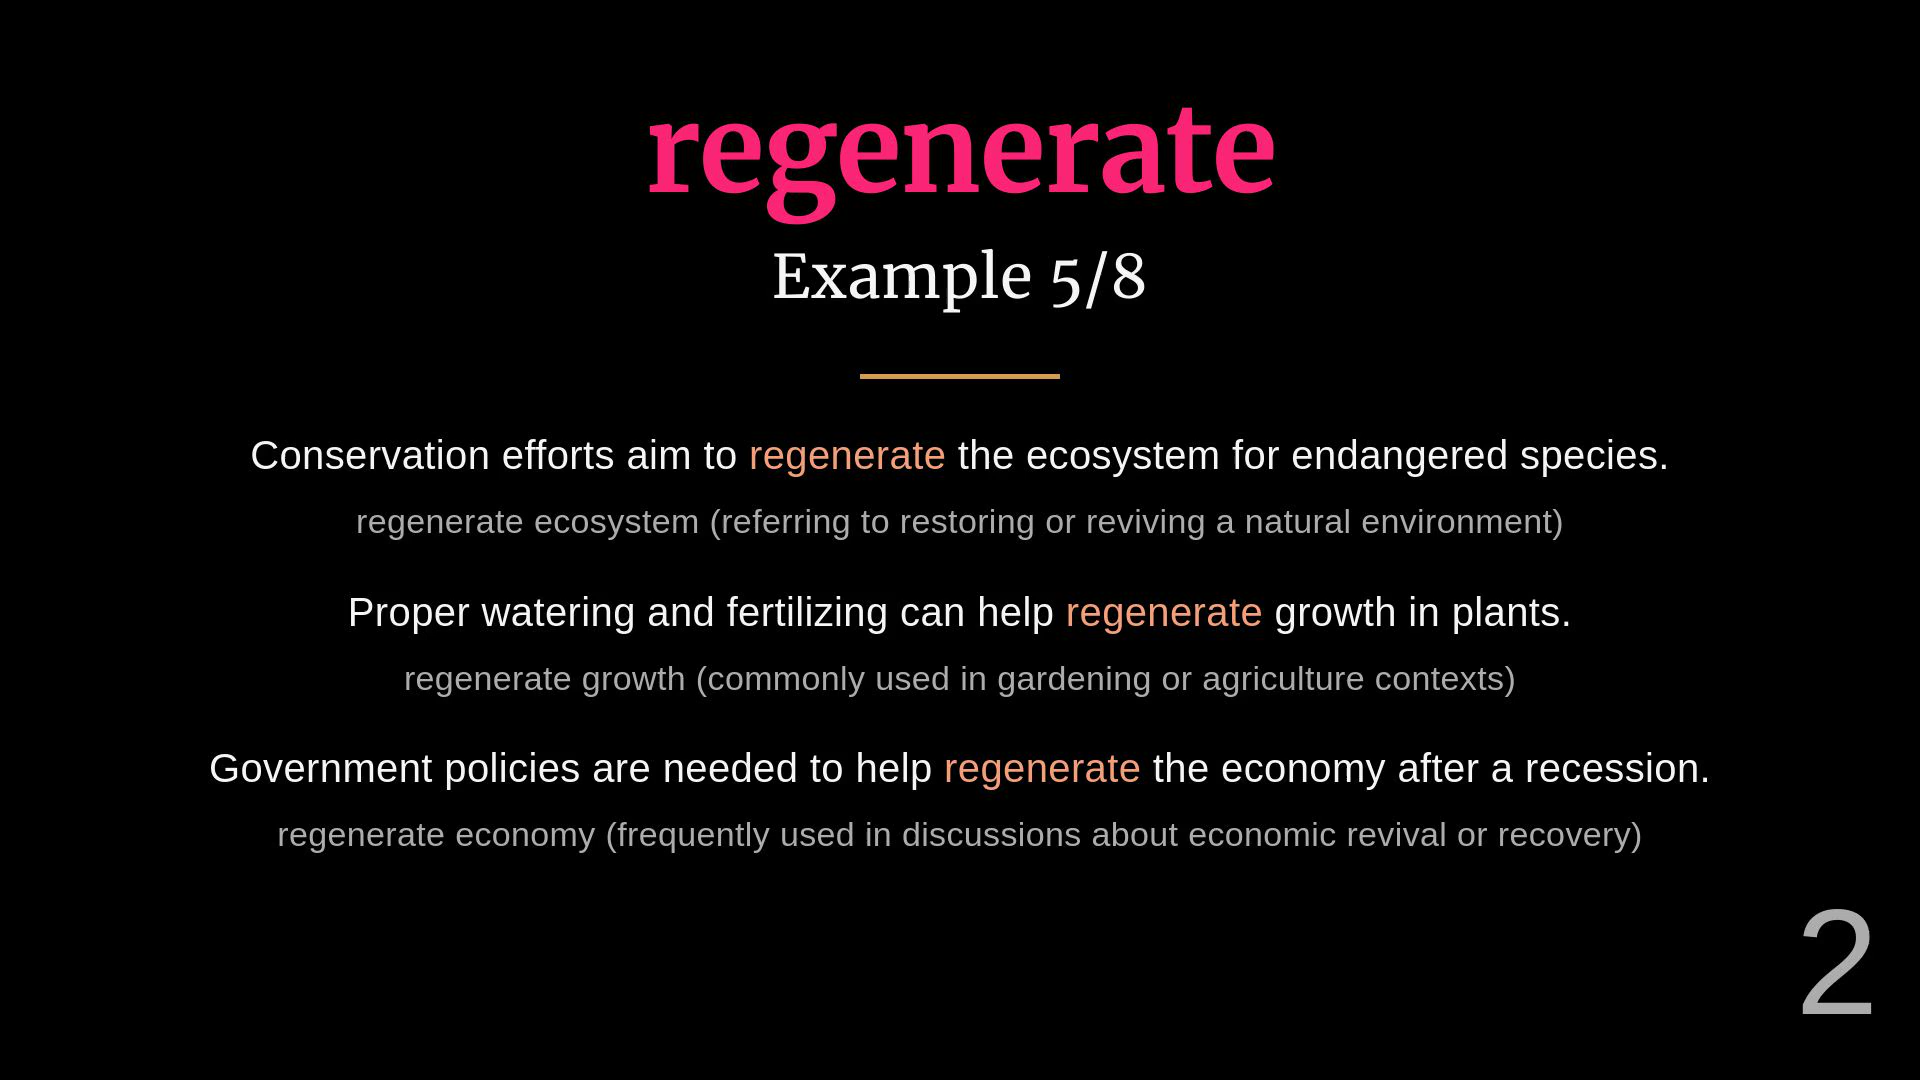 regenerate
Example 5/8
Conservation efforts aim to regenerate the ecosystem for endangered species.
regenerate ecosystem (referring to restoring or reviving a natural environment)
Proper watering and fertilizing can help regenerate growth in plants.
regenerate growth (commonly used in gardening or agriculture contexts)
Government policies are needed to help regenerate the economy after a recession.
regenerate economy (frequently used in discussions about economic revival or recovery)
2